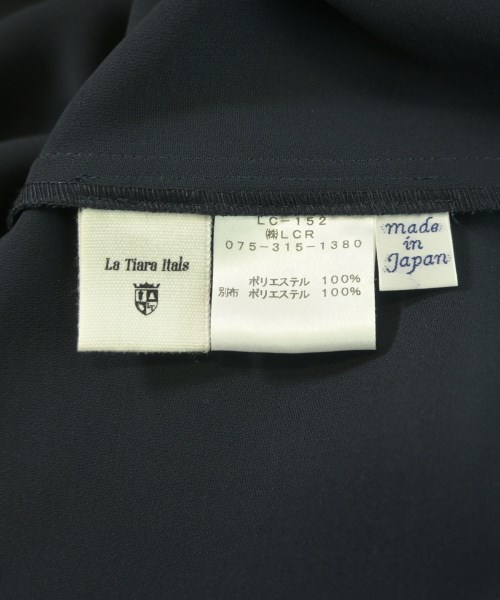 La Tiara Itals
LC-152
㈱LCR
075-315-1380
ポリエステル 100%
別布 ポリエステル 100%
made
in
Japan